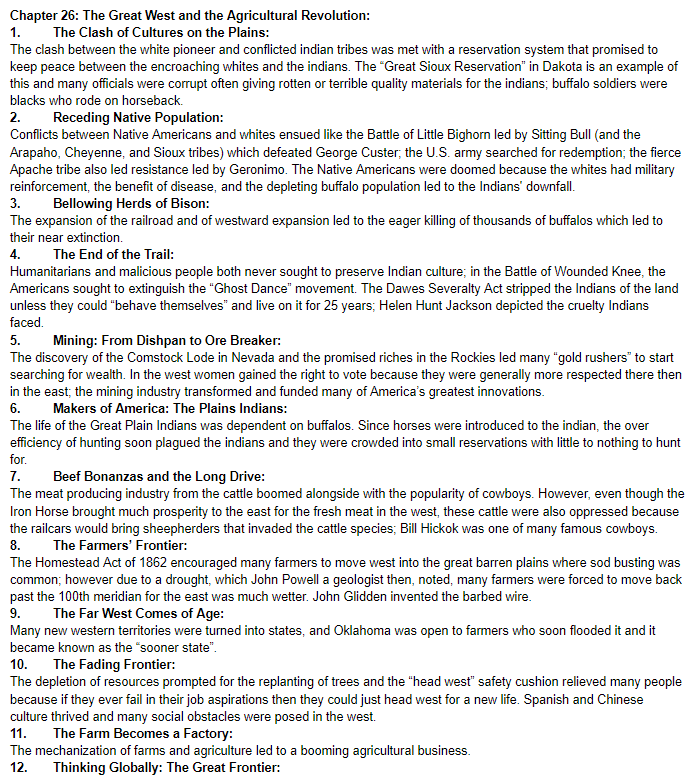 Chapter 26: The Great West and the Agricultural Revolution:
1. The Clash of Cultures on the Plains:
The clash between the white pioneer and conflicted indian tribes was met with a reservation system that promised to
keep peace between the encroaching whites and the indians. The “Great Sioux Reservation” in Dakota is an example of
this and many officials were corrupt often giving rotten or terrible quality materials for the indians; buffalo soldiers were
blacks who rode on horseback.
2. Receding Native Population:
Conflicts between Native Americans and whites ensued like the Battle of Little Bighorn led by Sitting Bull (and the
Arapaho, Cheyenne, and Sioux tribes) which defeated George Custer; the U.S. army searched for redemption; the fierce
Apache tribe also led resistance led by Geronimo. The Native Americans were doomed because the whites had military
reinforcement, the benefit of disease, and the depleting buffalo population led to the Indians’ downfall.
3. Bellowing Herds of Bison:
The expansion of the railroad and of westward expansion led to the eager killing of thousands of buffalos which led to
their near extinction.
4. The End of the Trail:
Humanitarians and malicious people both never sought to preserve Indian culture; in the Battle of Wounded Knee, the
Americans sought to extinguish the “Ghost Dance” movement. The Dawes Severalty Act stripped the Indians of the land
unless they could “behave themselves” and live on it for 25 years; Helen Hunt Jackson depicted the cruelty Indians
faced.
5. Mining: From Dishpan to Ore Breaker:
The discovery of the Comstock Lode in Nevada and the promised riches in the Rockies led many “gold rushers” to start
searching for wealth. In the west women gained the right to vote because they were generally more respected there then
in the east; the mining industry transformed and funded many of America’s greatest innovations.
6. Makers of America: The Plains Indians:
The life of the Great Plain Indians was dependent on buffalos. Since horses were introduced to the indian, the over
efficiency of hunting soon plagued the indians and they were crowded into small reservations with little to nothing to hunt
for.
7. Beef Bonanzas and the Long Drive:
The meat producing industry from the cattle boomed alongside with the popularity of cowboys. However, even though the
Iron Horse brought much prosperity to the east for the fresh meat in the west, these cattle were also oppressed because
the railcars would bring sheepherders that invaded the cattle species; Bill Hickok was one of many famous cowboys.
8. The Farmers’ Frontier:
The Homestead Act of 1862 encouraged many farmers to move west into the great barren plains where sod busting was
common; however due to a drought, which John Powell a geologist then, noted, many farmers were forced to move back
past the 100th meridian for the east was much wetter. John Glidden invented the barbed wire.
9. The Far West Comes of Age:
Many new western territories were turned into states, and Oklahoma was open to farmers who soon flooded it and it
became known as the “sooner state”.
10. The Fading Frontier:
The depletion of resources prompted for the replanting of trees and the “head west” safety cushion relieved many people
because if they ever fail in their job aspirations then they could just head west for a new life. Spanish and Chinese
culture thrived and many social obstacles were posed in the west.
11. The Farm Becomes a Factory:
The mechanization of farms and agriculture led to a booming agricultural business.
12. Thinking Globally: The Great Frontier: